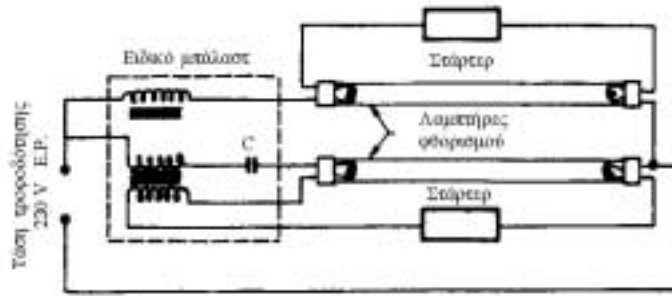 Στάρτερ
Ειδικό μπάλαστ
C
Λαμπτήρες
φθορισμού
Στάρτερ
Τάση τροφοδότησης
230 V Ε.Ρ.